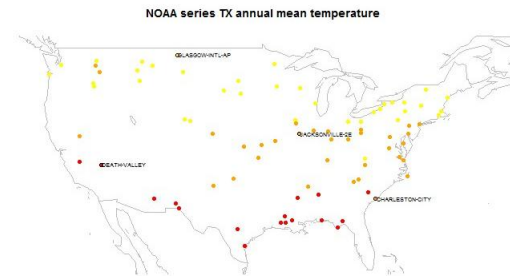 NOAA series TX annual mean temperature
GLASGOW-INTL-AP
JACKSONVILLE-2E
DEATH-VALLEY
CHARLESTON-CITY